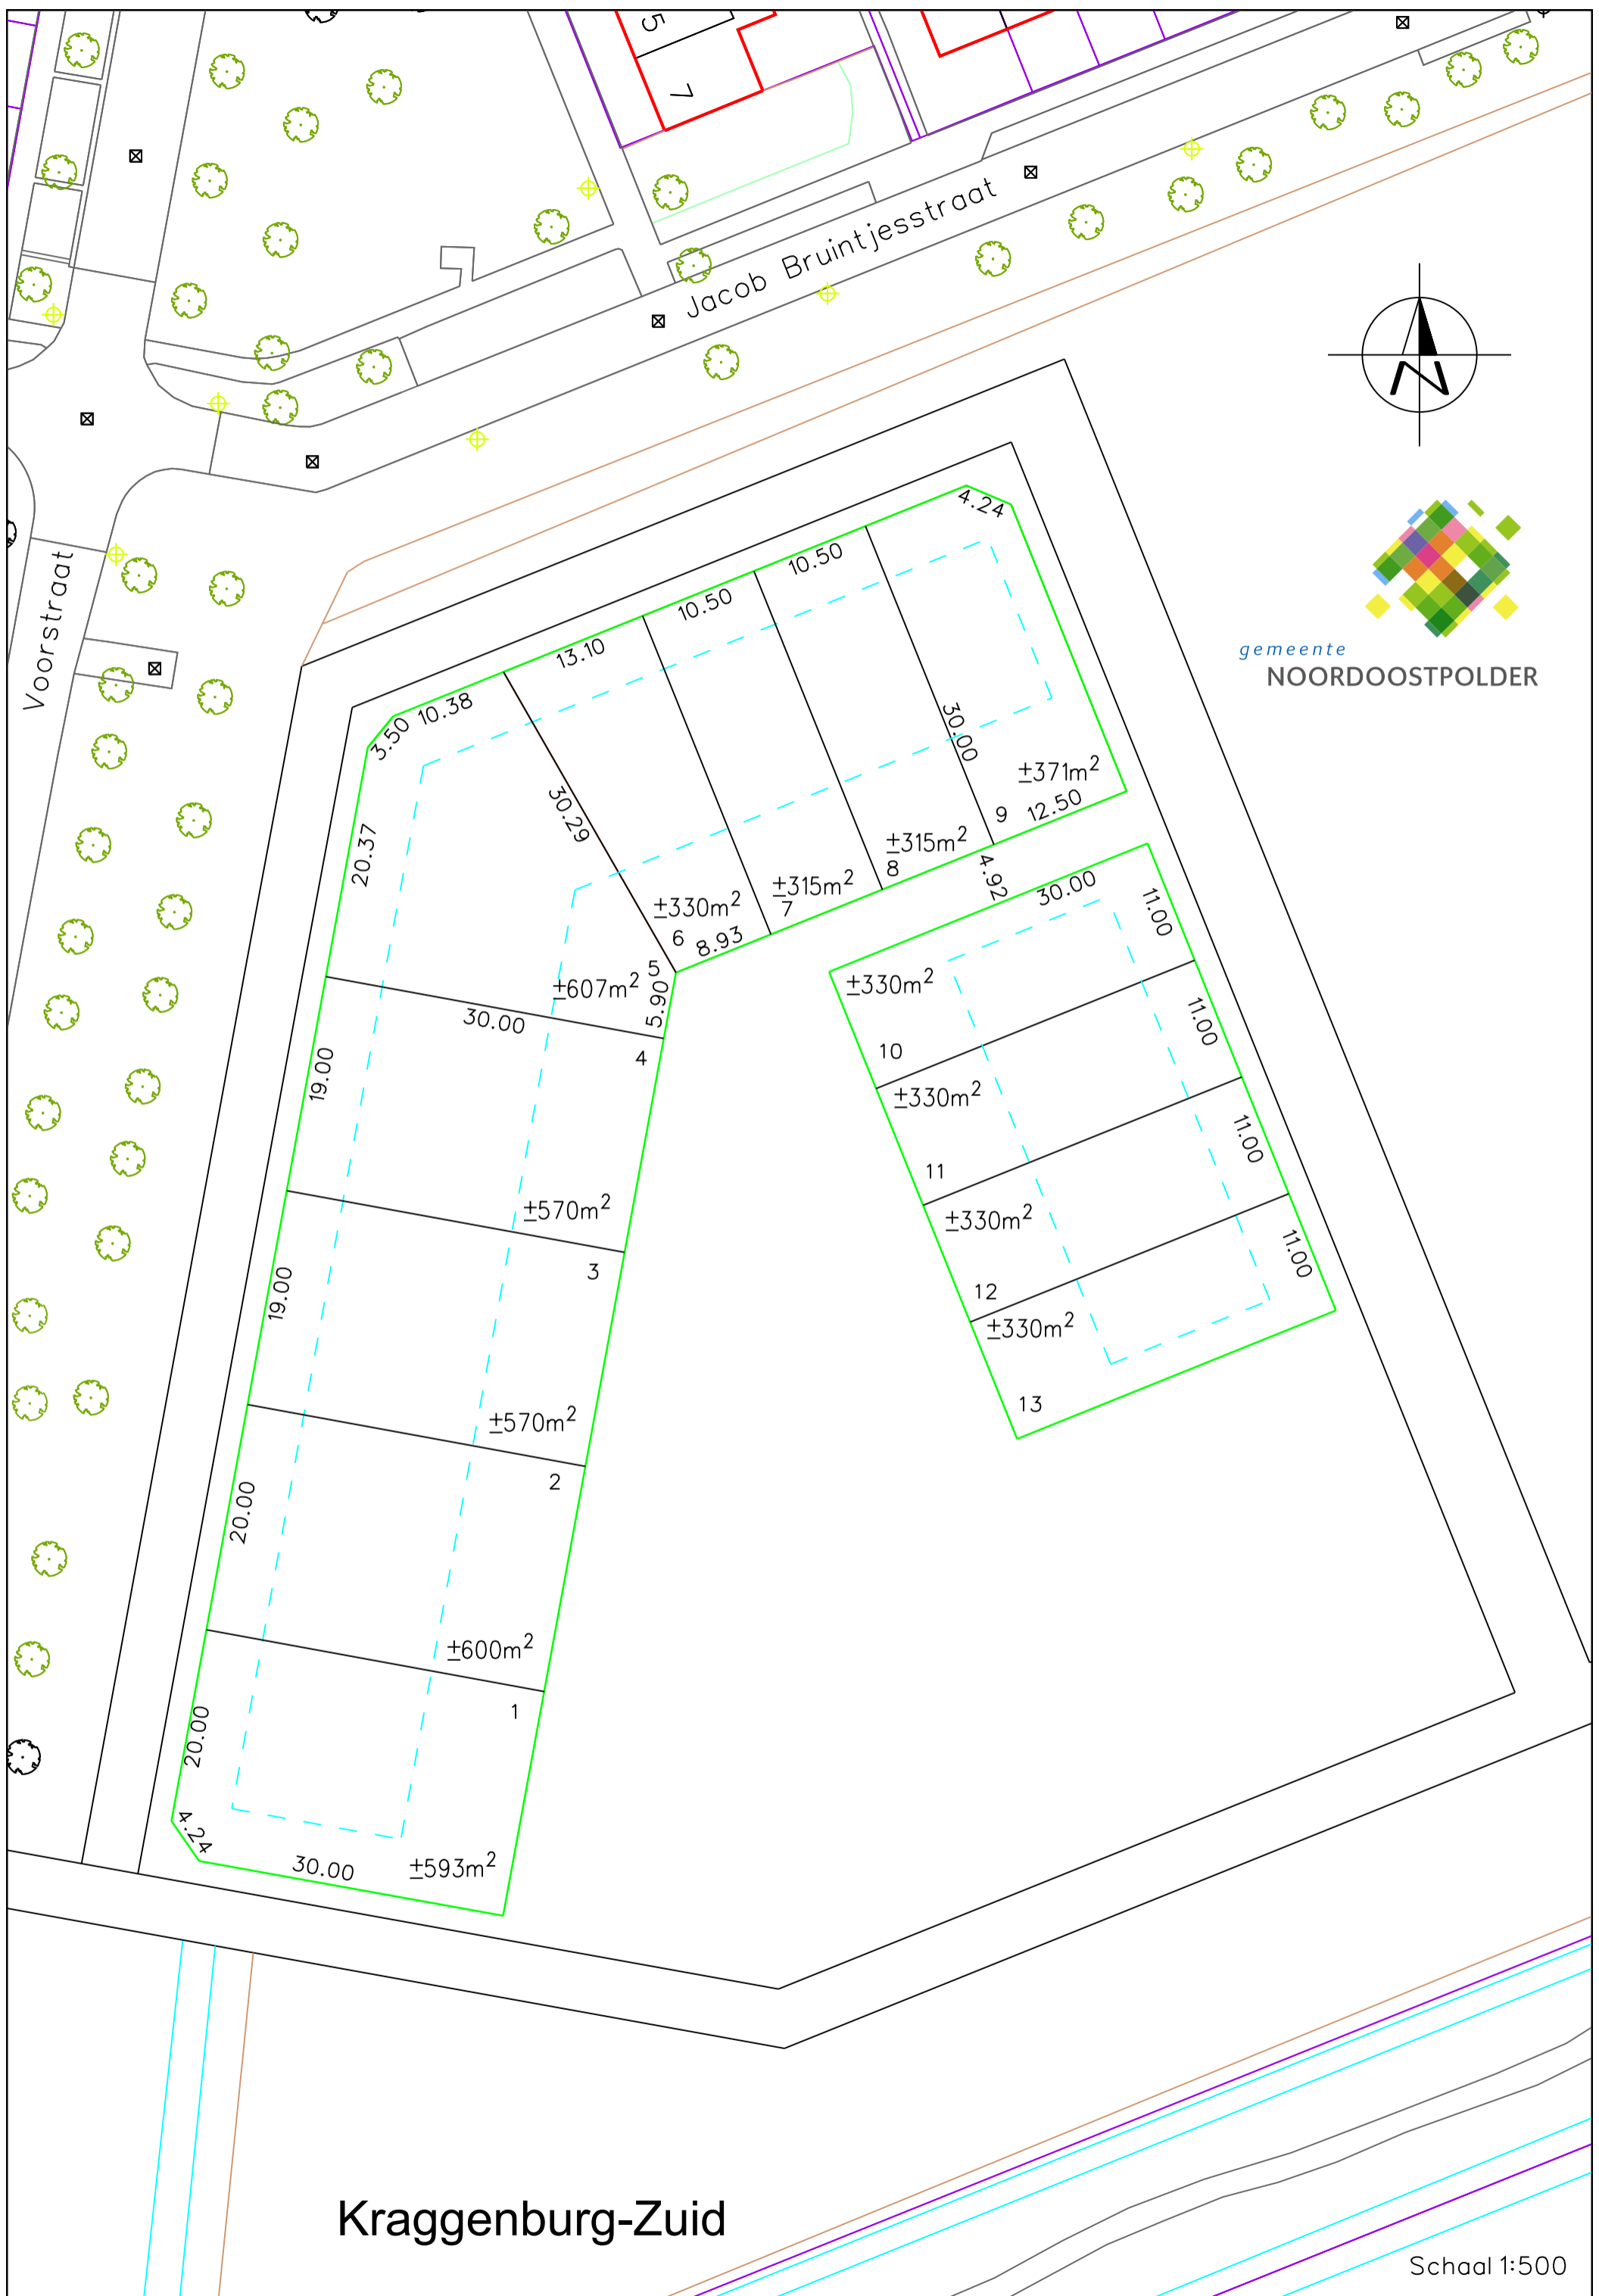 5
7
Jacob Bruintjesstraat
Voorstraat
N
gemeente
NOORDOOSTPOLDER
4.24
10.50
10.50
13.10
10.38
3.50
30.29
20.37
30.00
±371m²
9 12.50
±315m²
8
±315m²
7
±330m²
6 8.93
4.92
5
±607m²
5.90
30.00
4
19.00
±570m²
3
19.00
±570m²
2
20.00
±600m²
1
20.00
4.24
30.00
±593m²
30.00
11.00
±330m²
10
11.00
±330m²
11
11.00
±330m²
12
11.00
±330m²
13
Kraggenburg-Zuid
Schaal 1:500